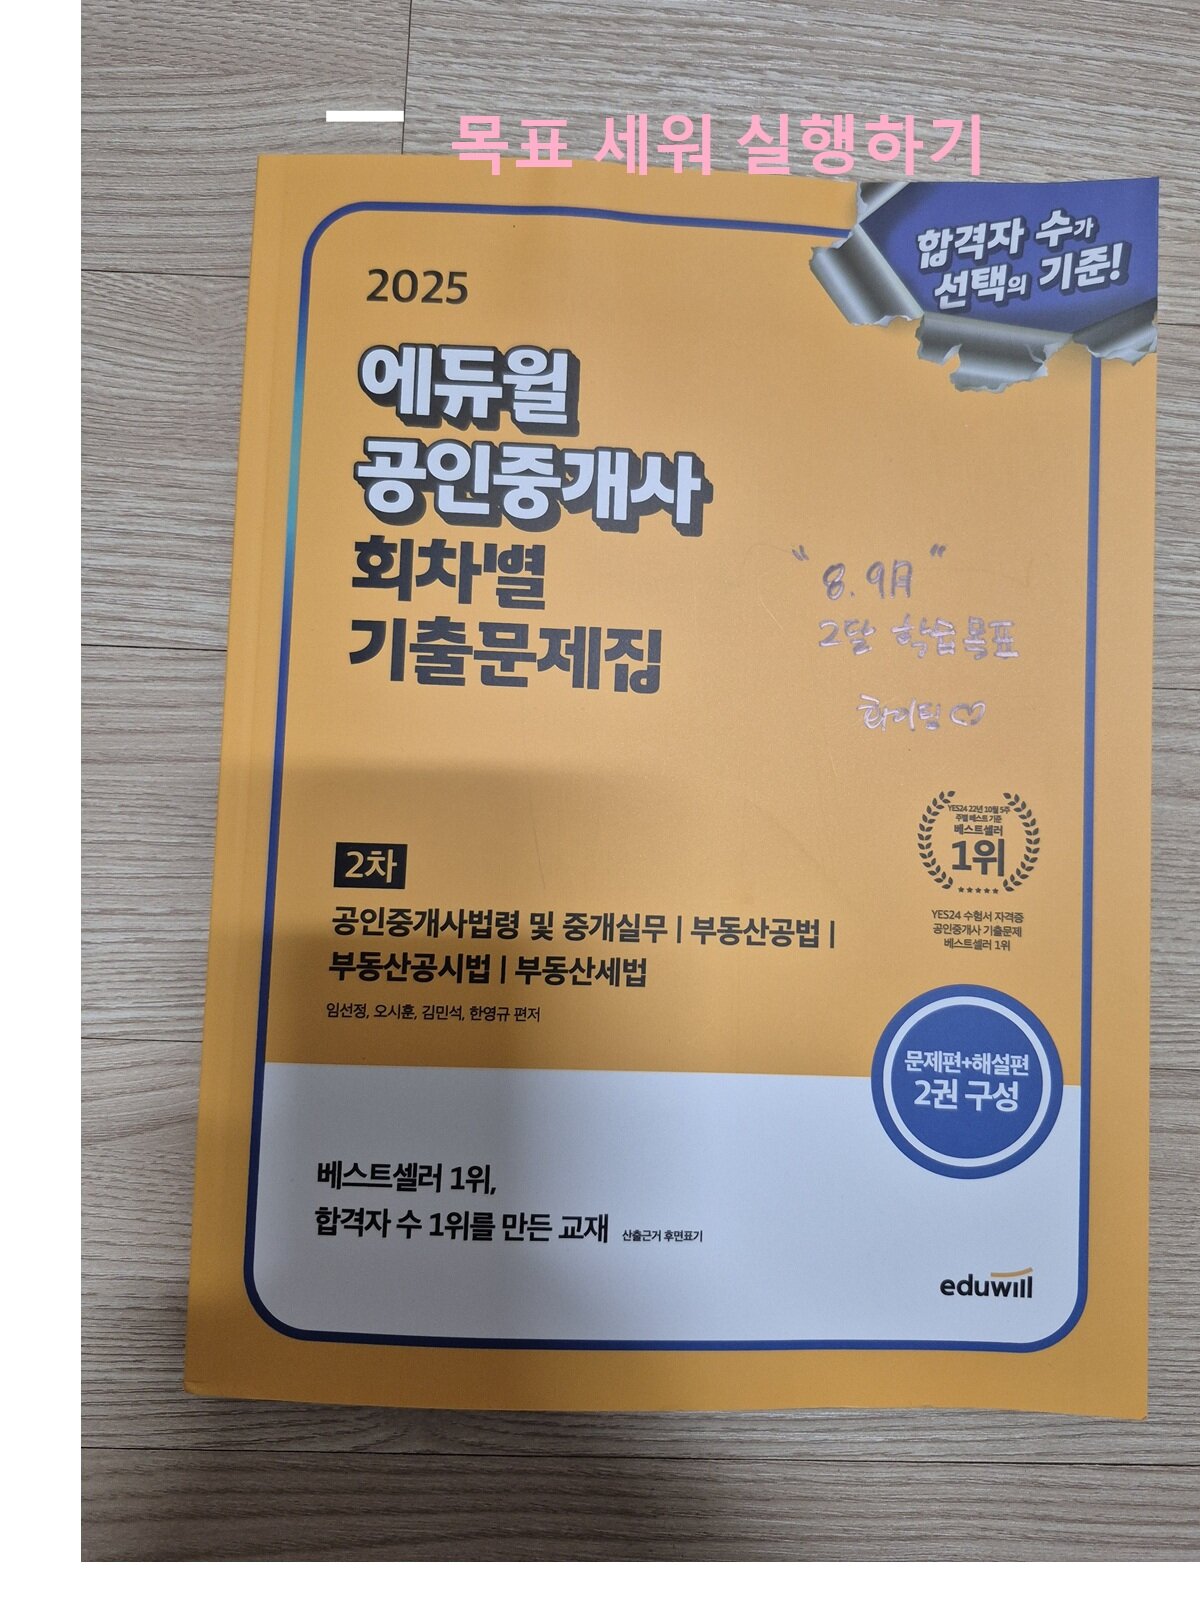 목표 세워 실행하기
합격자 수가
선택의 기준!
2025
에듀윌
공인중개사
회차별
기출문제집
"8. 9月"
2달 학습목표
화이팅♡
YES24 22년 10월 5주
주별 베스트 기준
베스트셀러
1위
YES24 수험서 자격증
공인중개사 기출문제
베스트셀러 1위
2차
공인중개사법령 및 중개실무 | 부동산공법 |
부동산공시법 | 부동산세법
임선정, 오시훈, 김민석, 한영규 편저
문제편+해설편
2권 구성
베스트셀러 1위,
합격자 수 1위를 만든 교재 산출근거 후면표기
eduwill